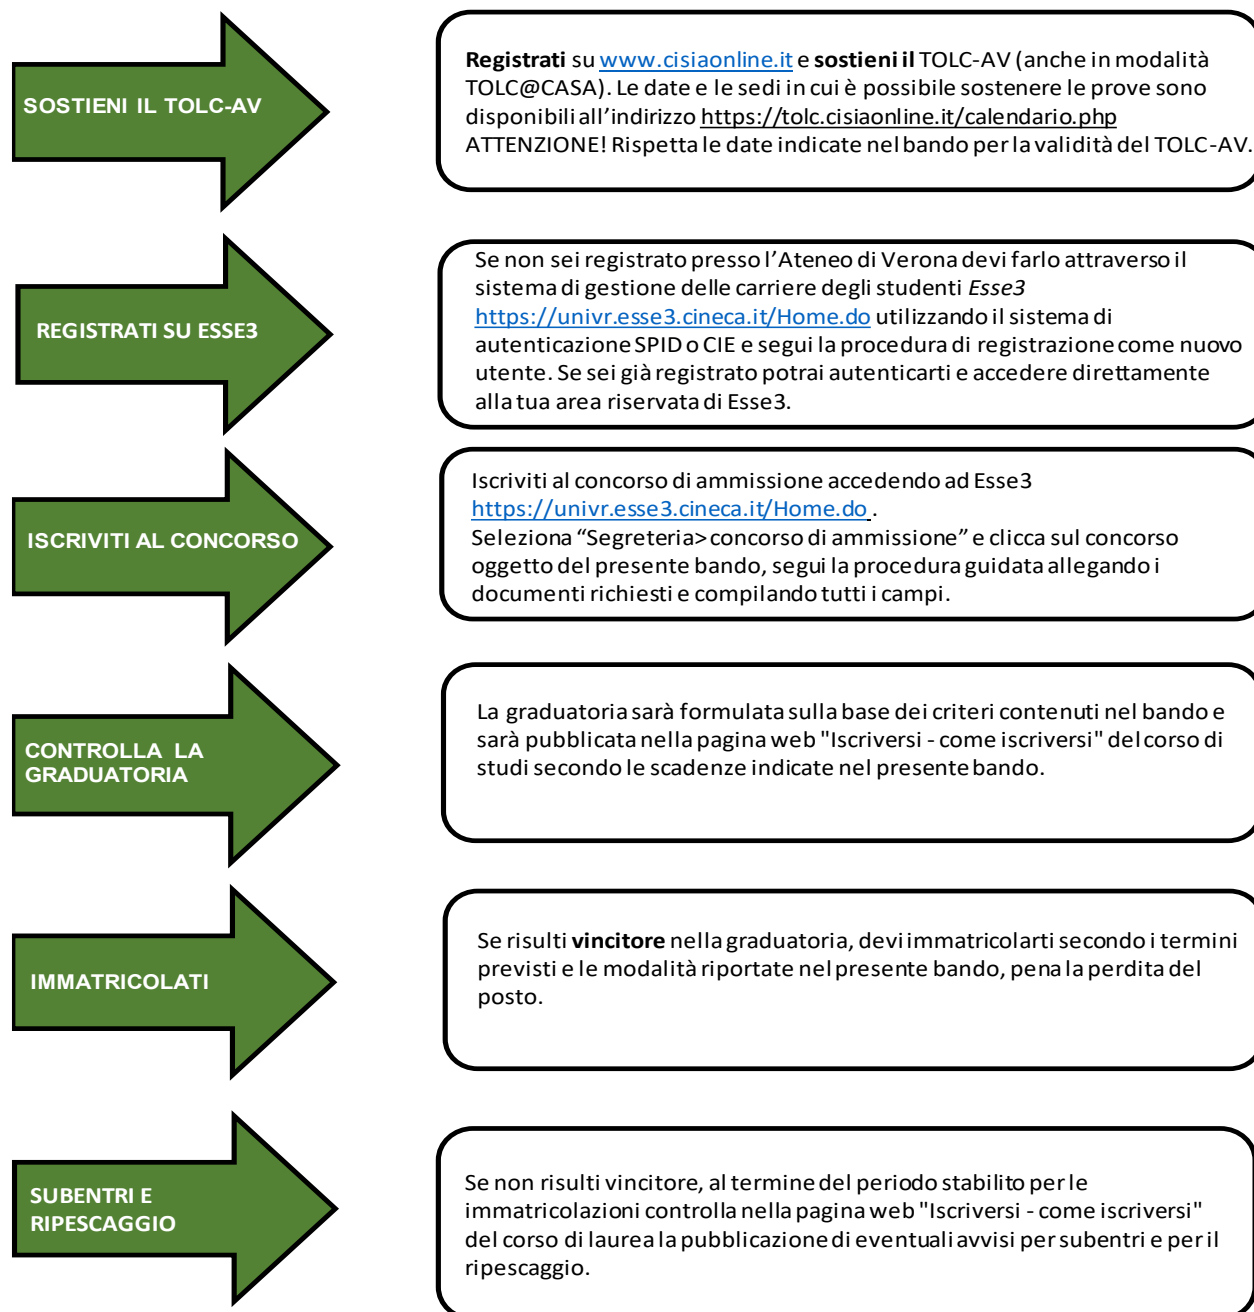 SOSTIENI IL TOLC-AV
Registrati su www.cisiaonline.it e sostieni il TOLC-AV (anche in modalità
TOLC@CASA). Le date e le sedi in cui è possibile sostenere le prove sono
disponibili all’indirizzo https://tolc.cisiaonline.it/calendario.php
ATTENZIONE! Rispetta le date indicate nel bando per la validità del TOLC-AV.
REGISTRATI SU ESSE3
Se non sei registrato presso l’Ateneo di Verona devi farlo attraverso il
sistema di gestione delle carriere degli studenti Esse3
https://univr.esse3.cineca.it/Home.do utilizzando il sistema di
autenticazione SPID o CIE e segui la procedura di registrazione come nuovo
utente. Se sei già registrato potrai autenticarti e accedere direttamente
alla tua area riservata di Esse3.
ISCRIVITI AL CONCORSO
Iscriviti al concorso di ammissione accedendo ad Esse3
https://univr.esse3.cineca.it/Home.do .
Seleziona “Segreteria> concorso di ammissione” e clicca sul concorso
oggetto del presente bando, segui la procedura guidata allegando i
documenti richiesti e compilando tutti i campi.
CONTROLLA LA
GRADUATORIA
La graduatoria sarà formulata sulla base dei criteri contenuti nel bando e
sarà pubblicata nella pagina web "Iscriversi - come iscriversi" del corso di
studi secondo le scadenze indicate nel presente bando.
IMMATRICOLATI
Se risulti vincitore nella graduatoria, devi immatricolarti secondo i termini
previsti e le modalità riportate nel presente bando, pena la perdita del
posto.
SUBENTRI E
RIPESCAGGIO
Se non risulti vincitore, al termine del periodo stabilito per le
immatricolazioni controlla nella pagina web "Iscriversi - come iscriversi"
del corso di laurea la pubblicazione di eventuali avvisi per subentri e per il
ripescaggio.